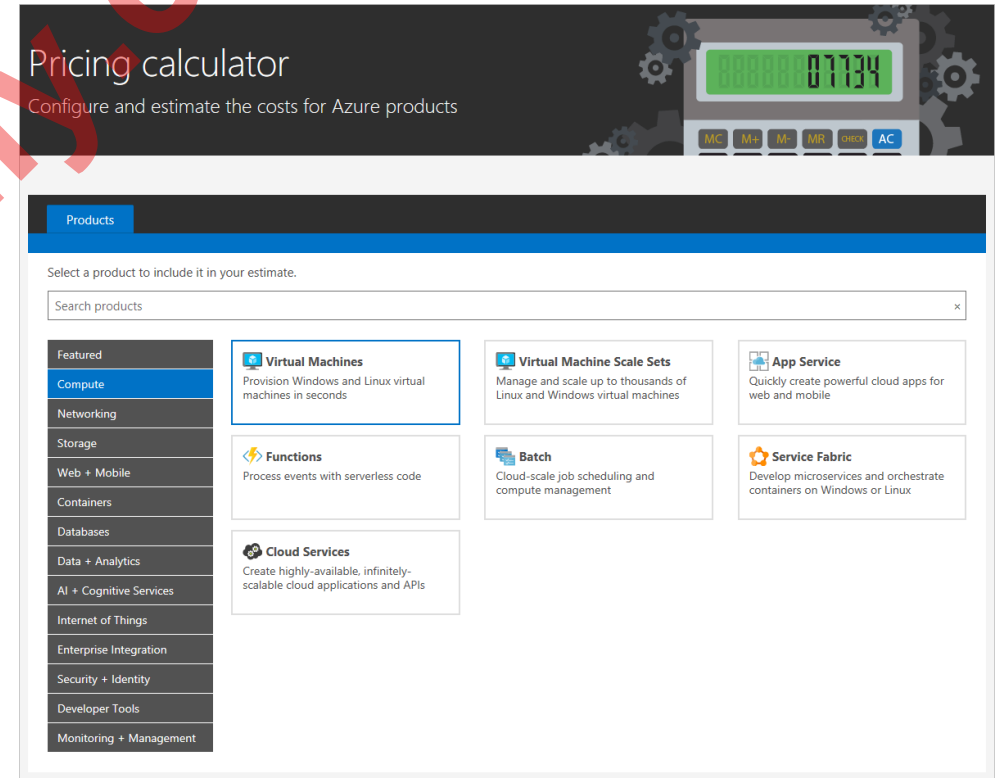 Pricing calculator
Configure and estimate the costs for Azure products
07734
MC M+ M- MR CHECK AC
Products
Select a product to include it in your estimate.
Search products ×
Featured
Compute
Networking
Storage
Web + Mobile
Containers
Databases
Data + Analytics
AI + Cognitive Services
Internet of Things
Enterprise Integration
Security + Identity
Developer Tools
Monitoring + Management
Virtual Machines
Provision Windows and Linux virtual
machines in seconds
Virtual Machine Scale Sets
Manage and scale up to thousands of
Linux and Windows virtual machines
App Service
Quickly create powerful cloud apps for
web and mobile
Functions
Process events with serverless code
Batch
Cloud-scale job scheduling and
compute management
Service Fabric
Develop microservices and orchestrate
containers on Windows or Linux
Cloud Services
Create highly-available, infinitely-
scalable cloud applications and APIs